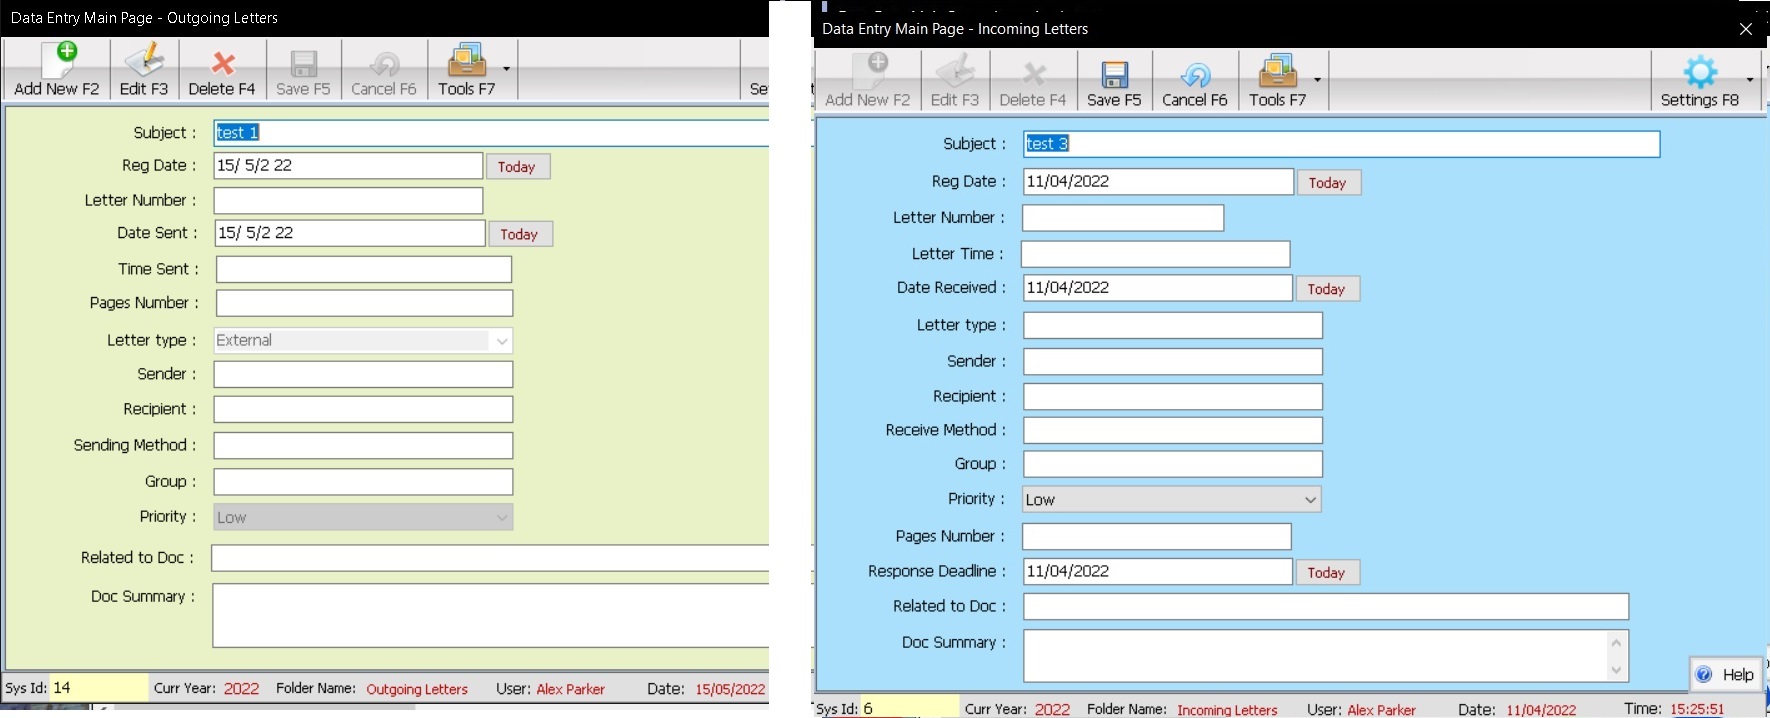 Data Entry Main Page - Outgoing Letters
Add New F2 Edit F3 Delete F4 Save F5 Cancel F6 Tools F7 Se
Subject : test 1
Reg Date : 15/ 5/2 22 Today
Letter Number :
Date Sent : 15/ 5/2 22 Today
Time Sent :
Pages Number :
Letter type : External
Sender :
Recipient :
Sending Method :
Group :
Priority : Low
Related to Doc :
Doc Summary :
Sys Id: 14 Curr Year: 2022 Folder Name: Outgoing Letters User: Alex Parker Date: 15/05/2022
Data Entry Main Page - Incoming Letters
Add New F2 Edit F3 Delete F4 Save F5 Cancel F6 Tools F7 Settings F8
Subject : test 3
Reg Date : 11/04/2022 Today
Letter Number :
Letter Time :
Date Received : 11/04/2022 Today
Letter type :
Sender :
Recipient :
Receive Method :
Group :
Priority : Low
Pages Number :
Response Deadline : 11/04/2022 Today
Related to Doc :
Doc Summary :
Help
Sys Id: 6 Curr Year: 2022 Folder Name: Incoming Letters User: Alex Parker Date: 11/04/2022 Time: 15:25:51